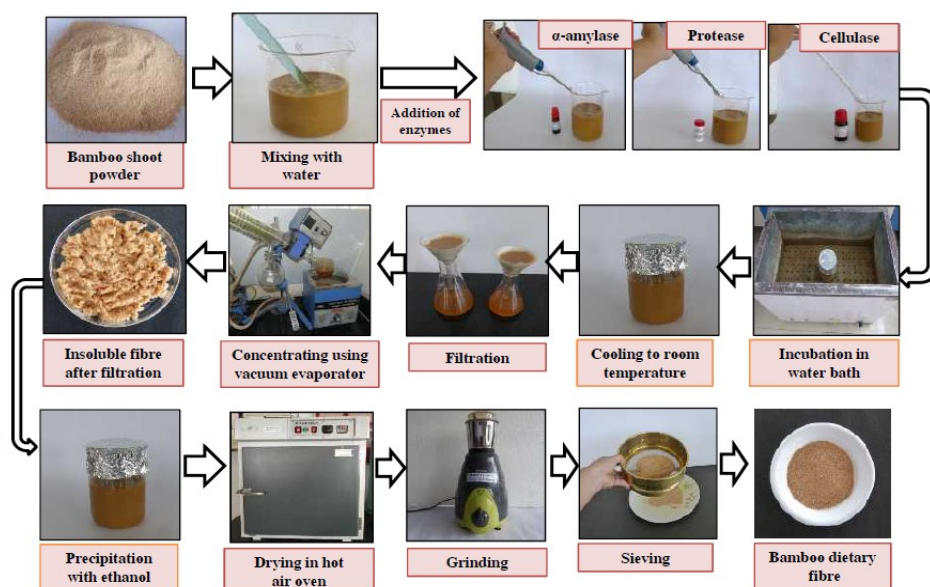 α-amylase
Protease
Cellulase
Addition of
enzymes
Bamboo shoot
powder
Mixing with
water
Insoluble fibre
after filtration
Concentrating using
vacuum evaporator
Filtration
Cooling to room
temperature
Incubation in
water bath
Precipitation
with ethanol
Drying in hot
air oven
Grinding
Sieving
Bamboo dietary
fibre